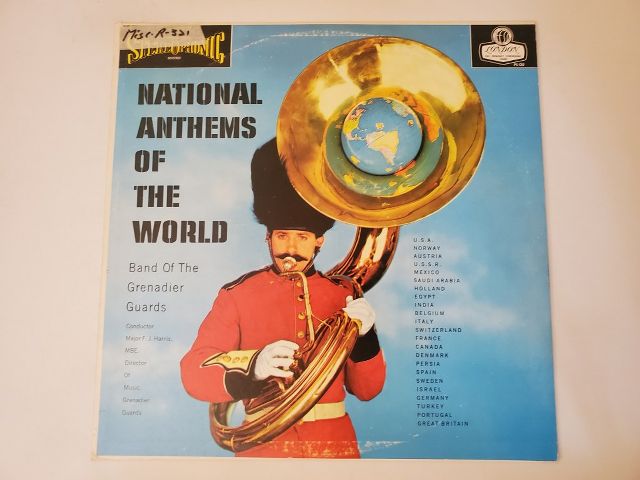 Misc-R-321
STEREOPHONIC
LONDON
NATIONAL
ANTHEMS
OF
THE
WORLD
Band Of The
Grenadier
Guards
Conductor
Major F. J. Harris,
MBE.
Director
Of
Music,
Grenadier
Guards
U.S.A.
NORWAY
AUSTRIA
U.S.S.R.
MEXICO
SAUDI ARABIA
HOLLAND
EGYPT
INDIA
BELGIUM
ITALY
SWITZERLAND
FRANCE
CANADA
DENMARK
PERSIA
SPAIN
SWEDEN
ISRAEL
GERMANY
TURKEY
PORTUGAL
GREAT BRITAIN